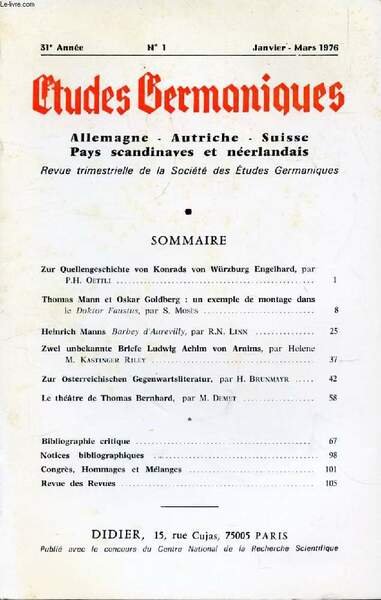 Le-livre.com
31e Année N° 1 Janvier - Mars 1976
Etudes Germaniques
Allemagne - Autriche - Suisse
Pays scandinaves et néerlandais
Revue trimestrielle de la Société des Études Germaniques
SOMMAIRE
Zur Quellengeschichte von Konrads von Würzburg Engelhard, par
P.H. OETTLI 1
Thomas Mann et Oskar Goldberg : un exemple de montage dans
le Doktor Faustus, par S. MOSÈS 8
Heinrich Manns Barbey d'Aurevilly, par R.N. LINN 25
Zwei unbekannte Briefe Ludwig Achim von Arnims, par Helene
M. KASTINGER RILEY 37
Zur Österreichischen Gegenwartsliteratur, par H. BRUNMAYR 42
Le théâtre de Thomas Bernhard, par M. DEMET 58
Bibliographie critique 67
Notices bibliographiques 98
Congrès, Hommages et Mélanges 101
Revue des Revues 105
DIDIER, 15, rue Cujas, 75005 PARIS
Publié avec le concours du Centre National de la Recherche Scientifique